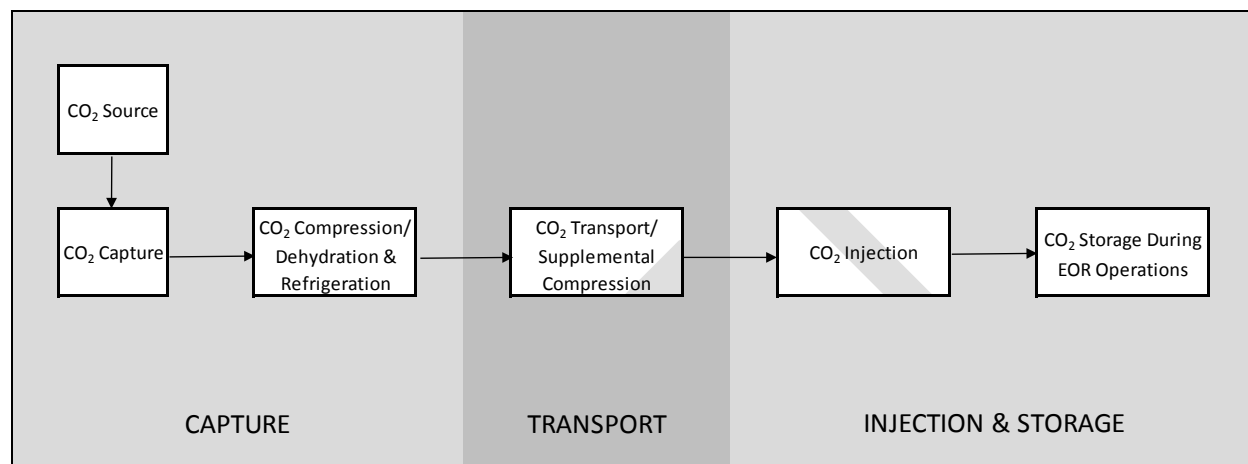 CO₂ Source
CO₂ Capture
CO₂ Compression/
Dehydration &
Refrigeration
CO₂ Transport/
Supplemental
Compression
CO₂ Injection
CO₂ Storage During
EOR Operations
CAPTURE
TRANSPORT
INJECTION & STORAGE